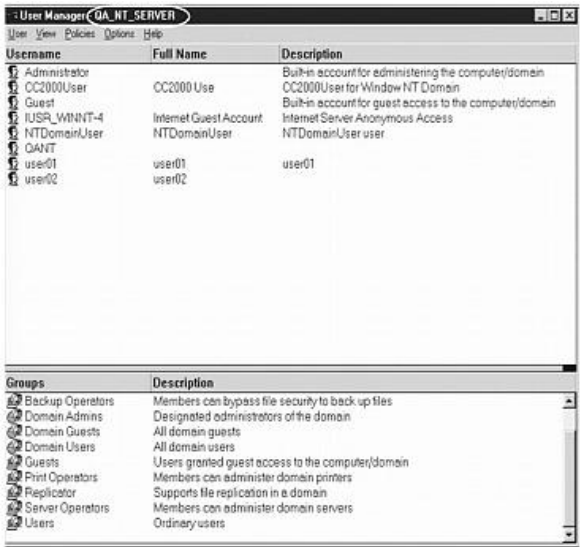 User Manager - QA_NT_SERVER
User View Policies Options Help
Username Full Name Description
Administrator Built-in account for administering the computer/domain
CC2000User CC2000 Use CC2000User for Window NT Domain
Guest Built-in account for guest access to the computer/domain
IUSR_WINNT-4 Internet Guest Account Internet Server Anonymous Access
NTDomainUser NTDomainUser NTDomainUser user
QANT
user01 user01 user01
user02 user02
Groups Description
Backup Operators Members can bypass file security to back up files
Domain Admins Designated administrators of the domain
Domain Guests All domain guests
Domain Users All domain users
Guests Users granted guest access to the computer/domain
Print Operators Members can administer domain printers
Replicator Supports file replication in a domain
Server Operators Members can administer domain servers
Users Ordinary users